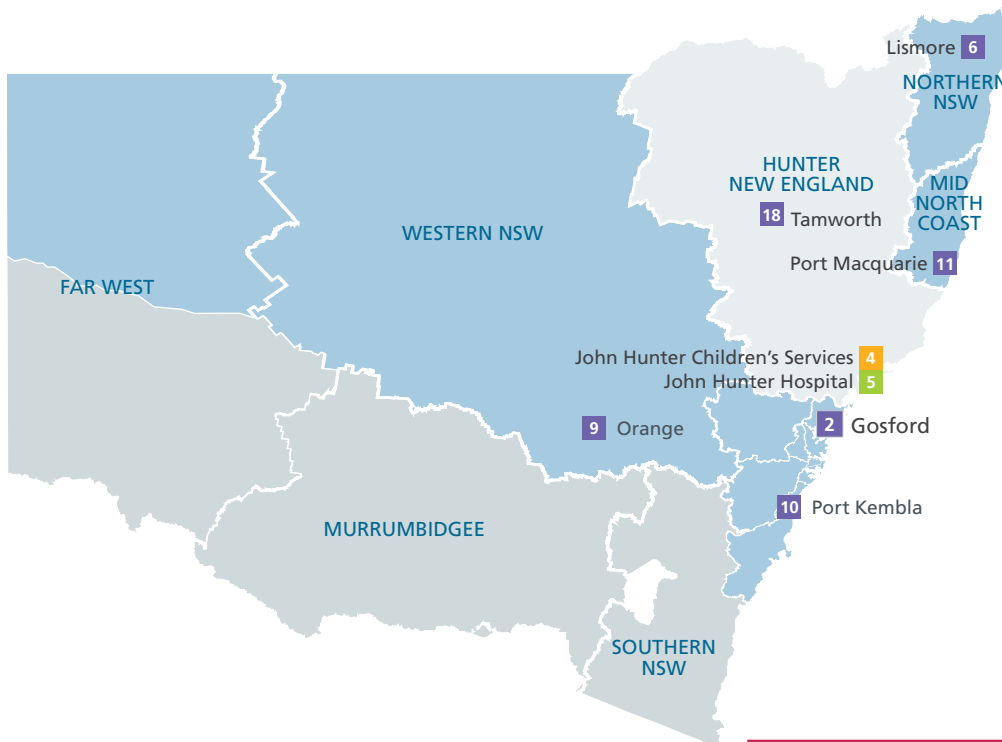 Lismore 6
NORTHERN
NSW
HUNTER
NEW ENGLAND
MID
NORTH
COAST
18 Tamworth
WESTERN NSW
Port Macquarie 11
FAR WEST
John Hunter Children's Services 4
John Hunter Hospital 5
9 Orange
2 Gosford
10 Port Kembla
MURRUMBIDGEE
SOUTHERN
NSW